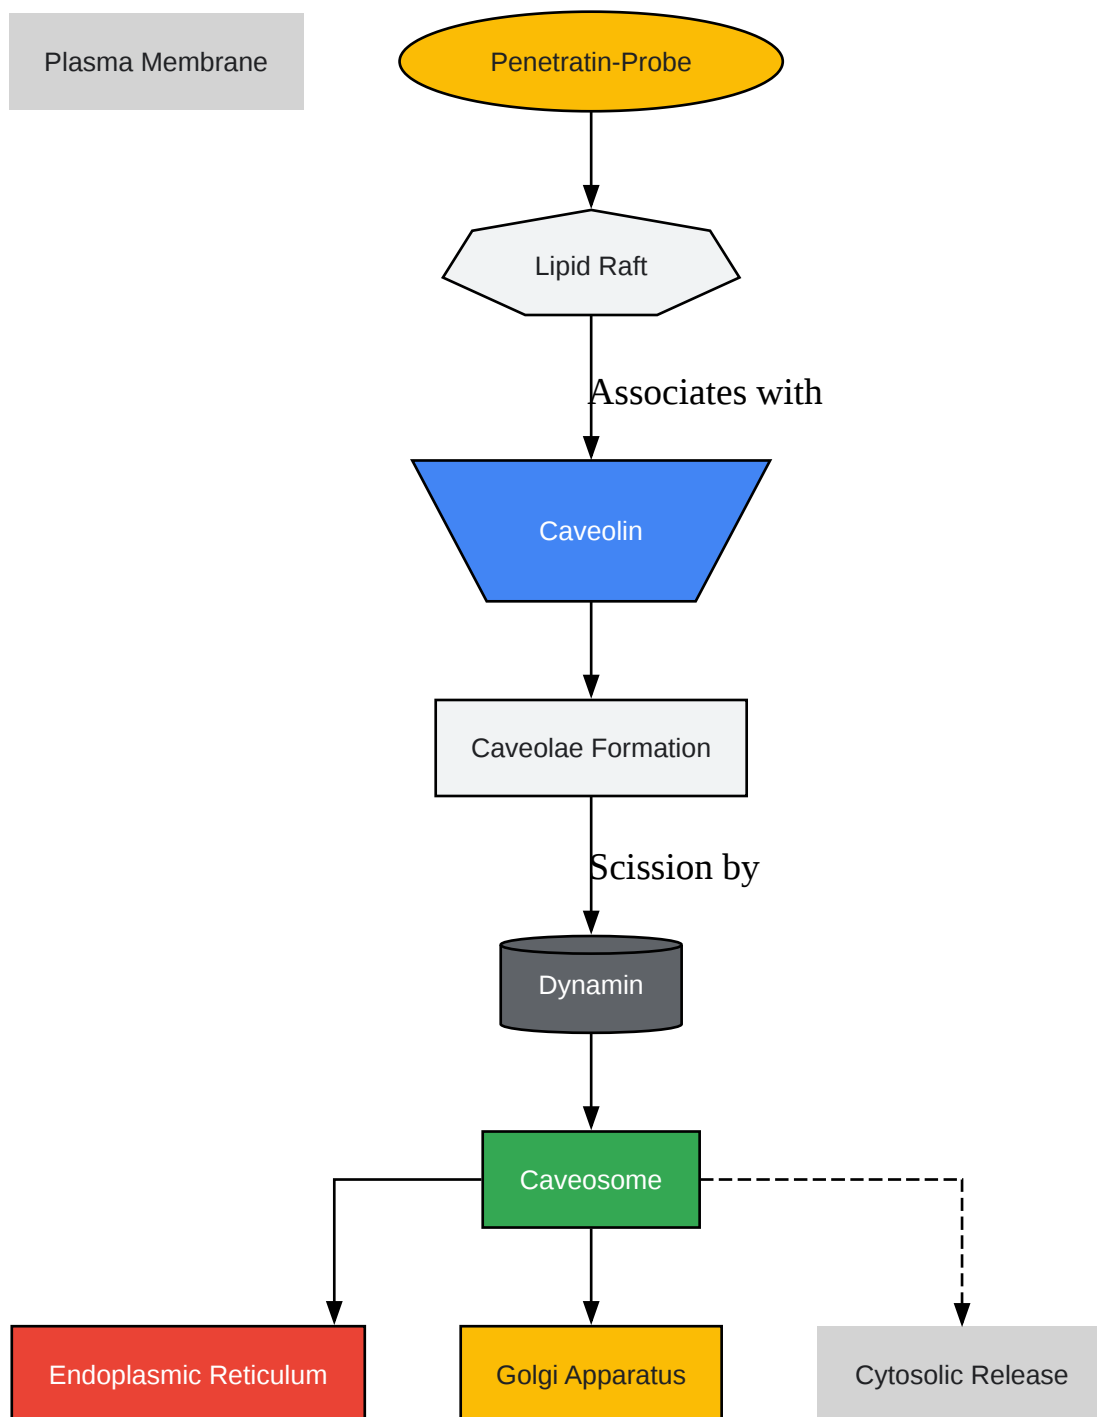 Plasma Membrane
Penetratin-Probe
Lipid Raft
Associates with
Caveolin
Caveolae Formation
Scission by
Dynamin
Caveosome
Endoplasmic Reticulum
Golgi Apparatus
Cytosolic Release